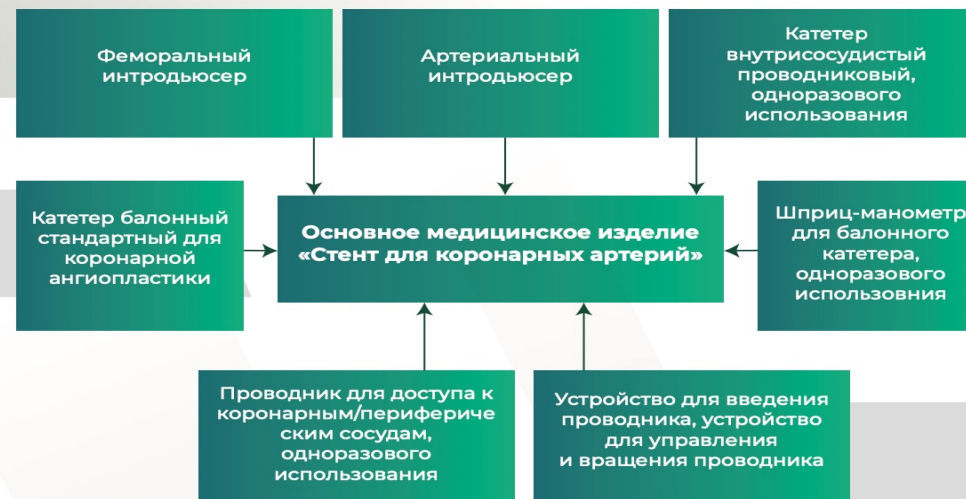 Феморальный
интродьюсер
Артериальный
интродьюсер
Катетер
внутрисосудистый
проводниковый,
одноразового
использования
Катетер балонный
стандартный для
коронарной
ангиопластики
Основное медицинское изделие
«Стент для коронарных артерий»
Шприц-манометр
для балонного
катетера,
одноразового
использовния
Проводник для доступа к
коронарным/перифериче
ским сосудам,
одноразового
использования
Устройство для введения
проводника, устройство
для управления
и вращения проводника